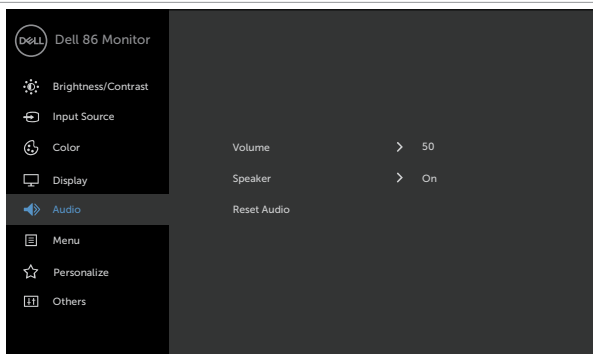 DELL Dell 86 Monitor
Brightness/Contrast
Input Source
Color
Display
Audio
Menu
Personalize
Others
Volume 50
Speaker On
Reset Audio